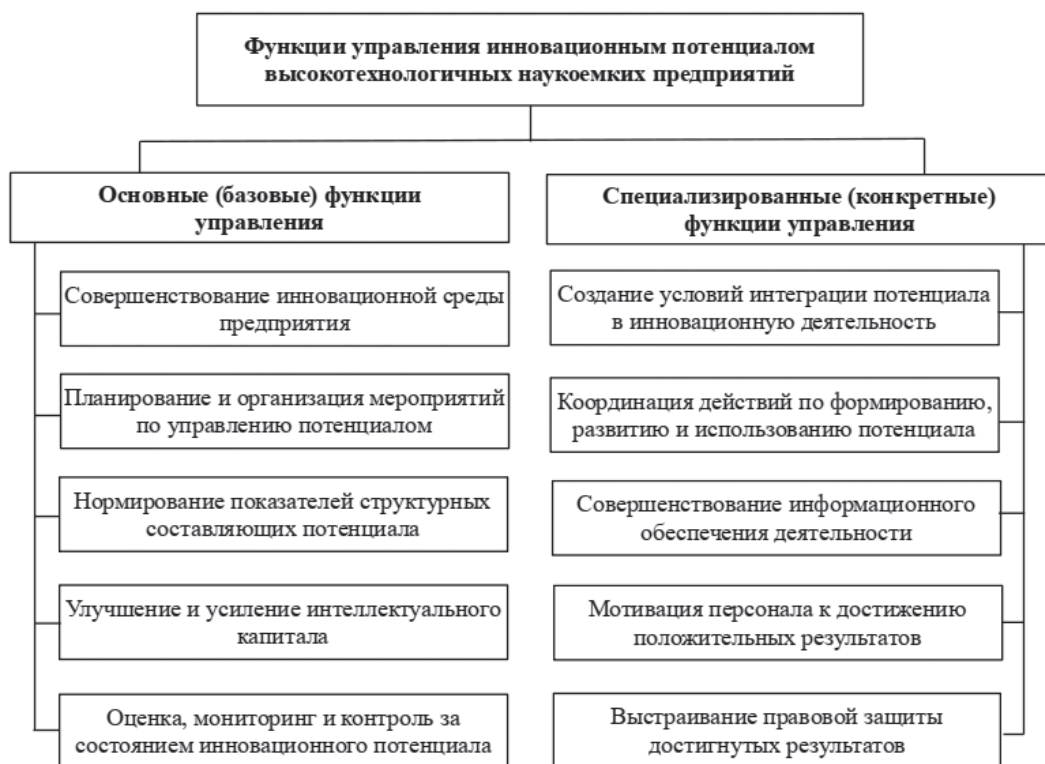 Функции управления инновационным потенциалом
высокотехнологичных наукоемких предприятий
Основные (базовые) функции
управления
Совершенствование инновационной среды
предприятия
Планирование и организация мероприятий
по управлению потенциалом
Нормирование показателей структурных
составляющих потенциала
Улучшение и усиление интеллектуального
капитала
Оценка, мониторинг и контроль за
состоянием инновационного потенциала
Специализированные (конкретные)
функции управления
Создание условий интеграции потенциала
в инновационную деятельность
Координация действий по формированию,
развитию и использованию потенциала
Совершенствование информационного
обеспечения деятельности
Мотивация персонала к достижению
положительных результатов
Выстраивание правовой защиты
достигнутых результатов